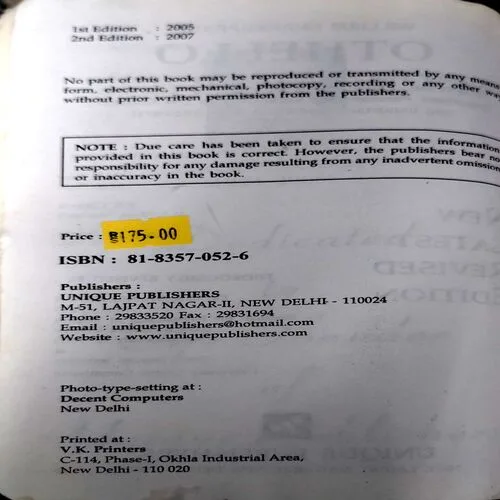 1st Edition : 2005
2nd Edition : 2007
No part of this book may be reproduced or transmitted by any means
form, electronic, mechanical, photocopy, recording or any other way
without prior written permission from the publishers.
NOTE : Due care has been taken to ensure that the information
provided in this book is correct. However, the publishers bear no
responsibility for any damage resulting from any inadvertent omission
or inaccuracy in the book.
Price : ₹175.00
ISBN : 81-8357-052-6
Publishers :
UNIQUE PUBLISHERS
M-51, LAJPAT NAGAR-II, NEW DELHI - 110024
Phone : 29833520 Fax : 29831694
Email : uniquepublishers@hotmail.com
Website : www.uniquepublishers.com
Photo-type-setting at :
Decent Computers
New Delhi
Printed at :
V.K. Printers
C-114, Phase-I, Okhla Industrial Area,
New Delhi - 110 020